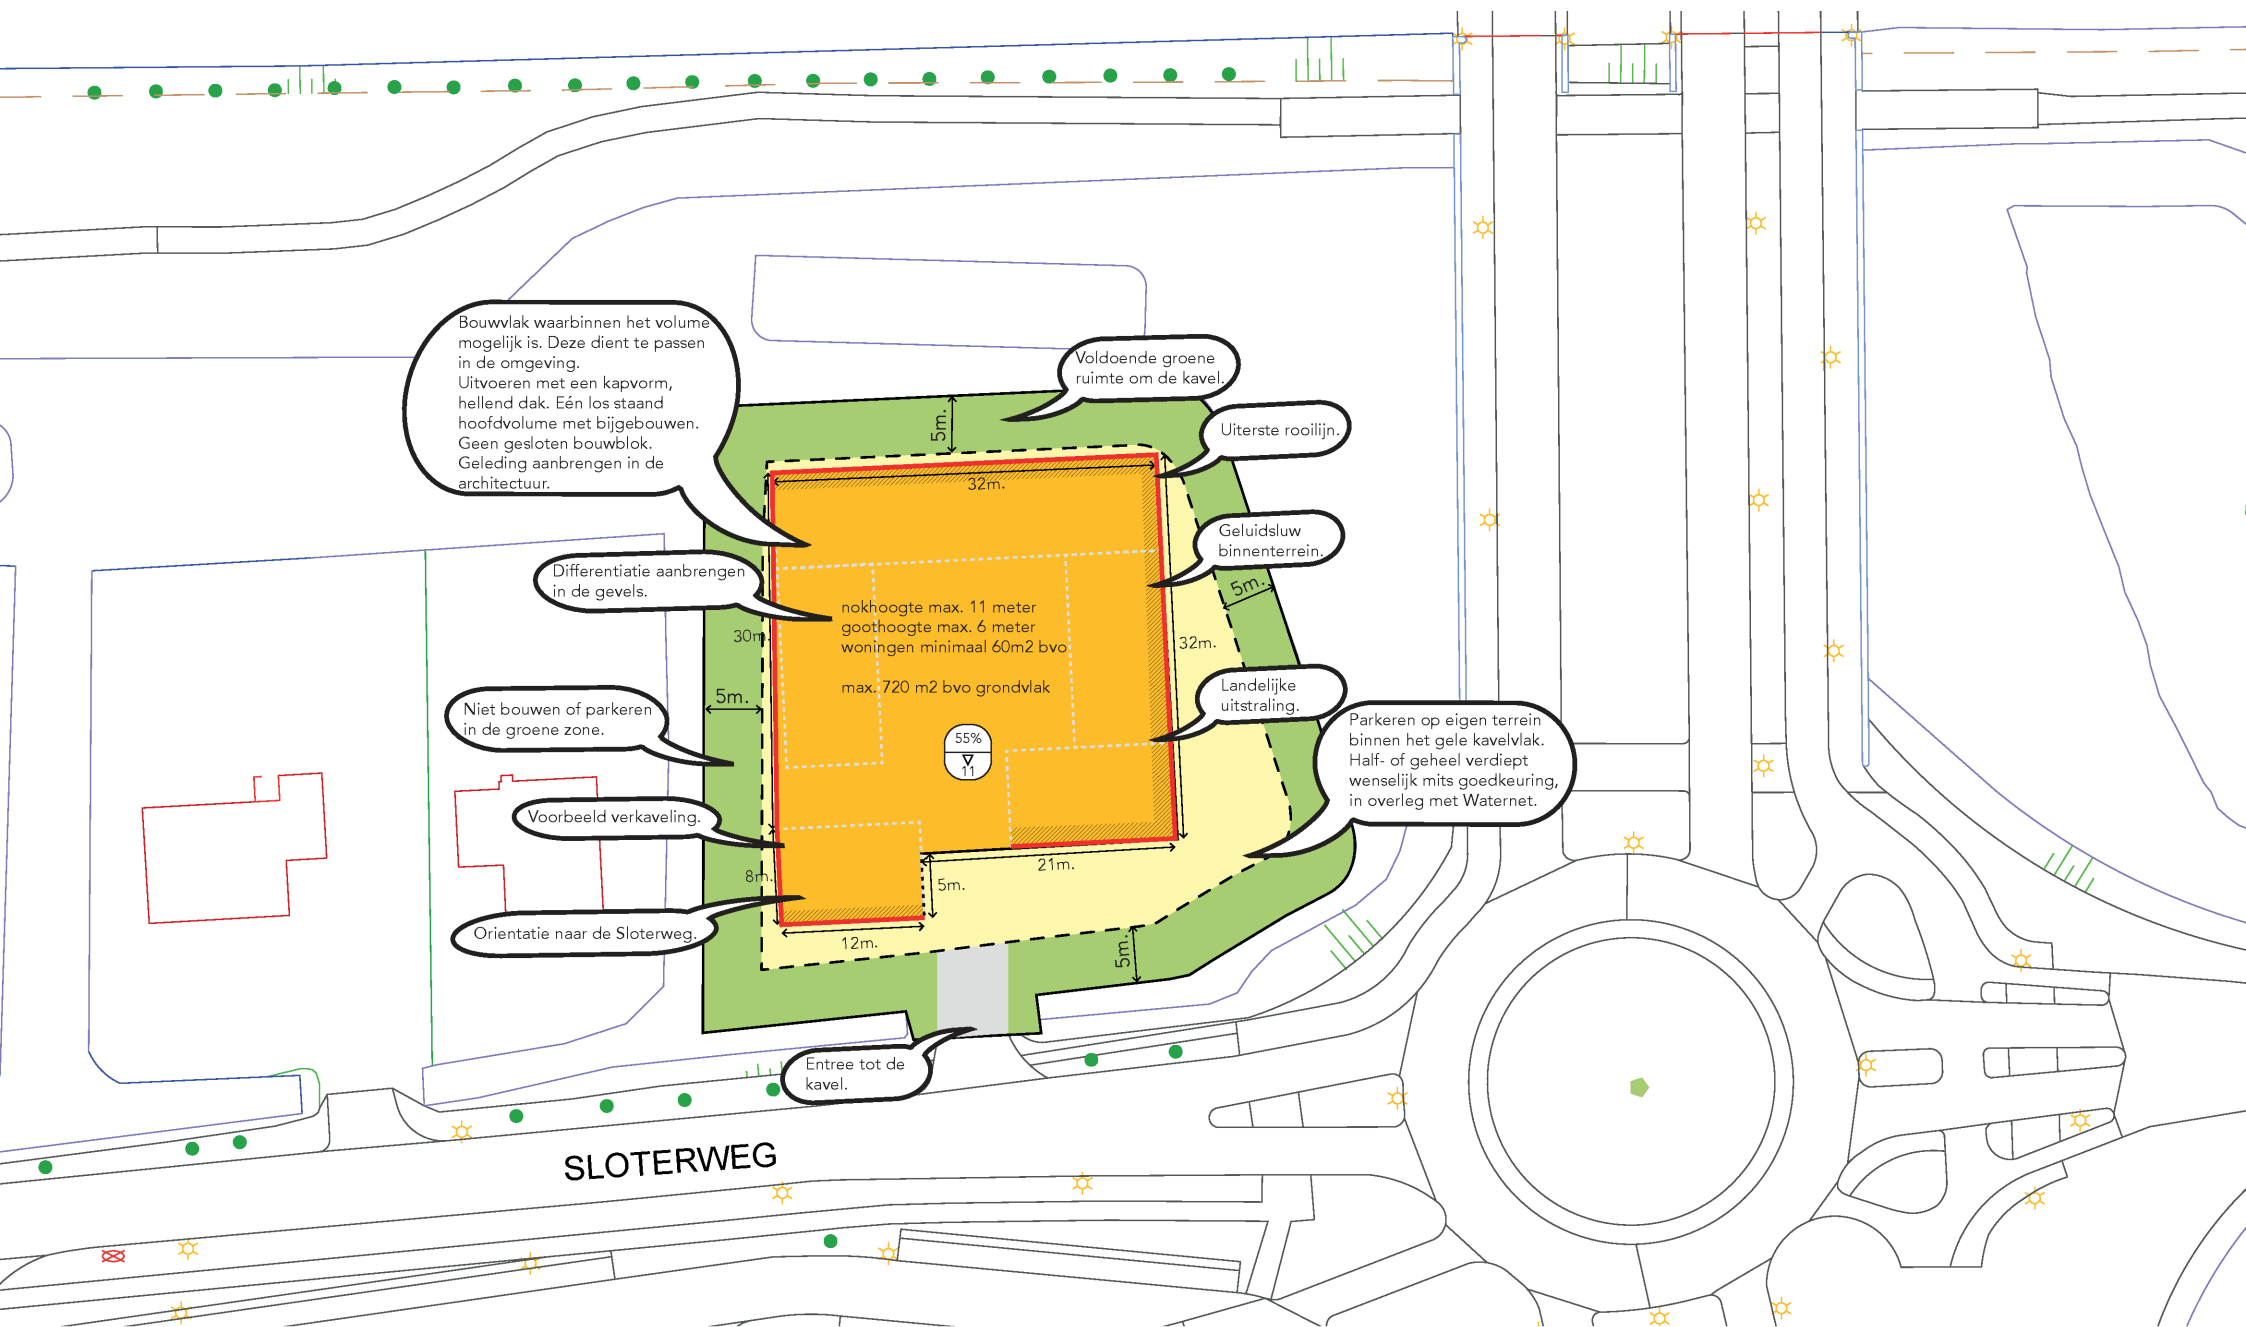 Bouwvlak waarbinnen het volume
mogelijk is. Deze dient te passen
in de omgeving.
Uitvoeren met een kapvorm,
hellend dak. Eén los staand
hoofdvolume met bijgebouwen.
Geen gesloten bouwblok.
Geleding aanbrengen in de
architectuur.
Voldoende groene
ruimte om de kavel.
5m.
Uiterste rooilijn.
32m.
Geluidsluw
binnenterrein.
Differentiatie aanbrengen
in de gevels.
5m.
nokhoogte max. 11 meter
goothoogte max. 6 meter
woningen minimaal 60m2 bvo
max. 720 m2 bvo grondvlak
30m.
32m.
5m.
Landelijke
uitstraling.
Niet bouwen of parkeren
in de groene zone.
55%
11
Parkeren op eigen terrein
binnen het gele kavelvlak.
Half- of geheel verdiept
wenselijk mits goedkeuring,
in overleg met Waternet.
Voorbeeld verkaveling.
8m.
5m.
21m.
Orientatie naar de Sloterweg.
12m.
5m.
Entree tot de
kavel.
SLOTERWEG